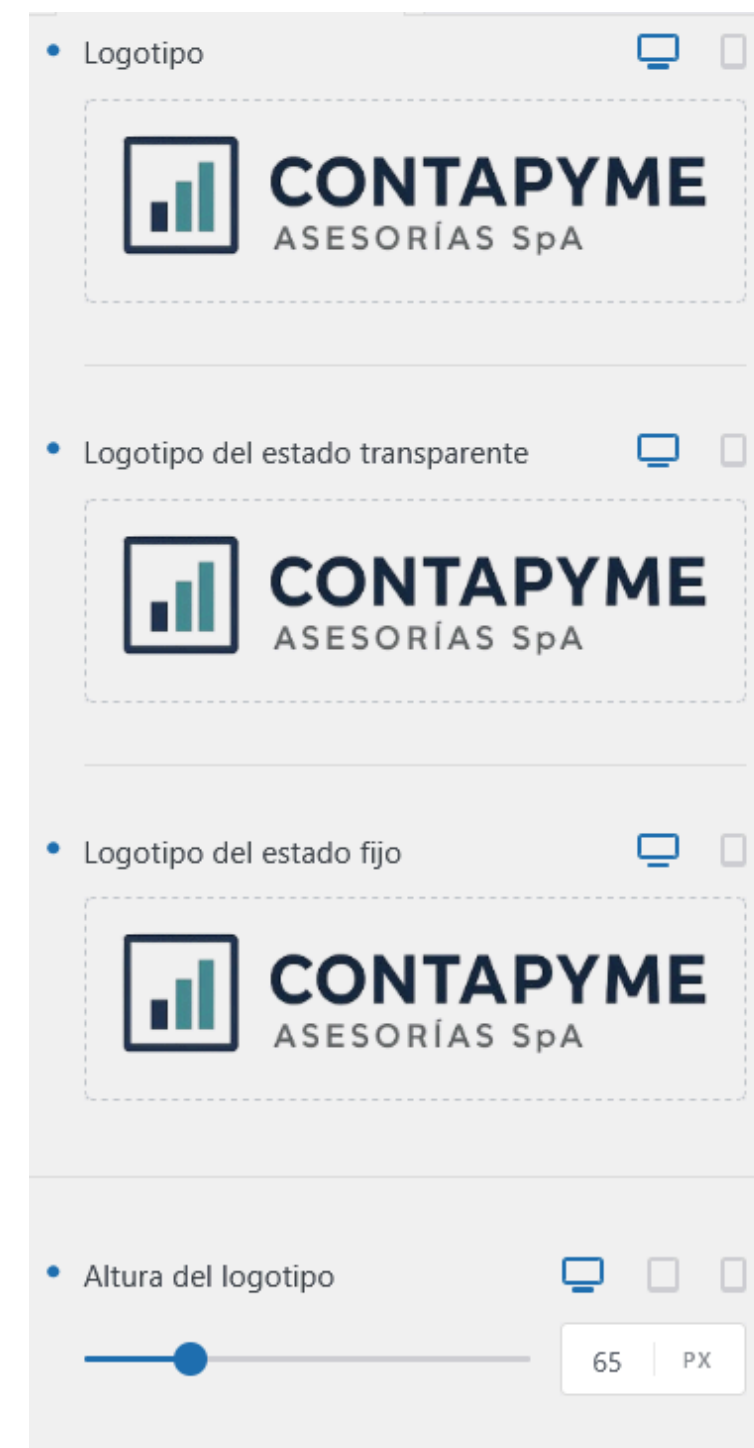 Logotipo
CONTAPYME
ASESORÍAS SpA
Logotipo del estado transparente
CONTAPYME
ASESORÍAS SpA
Logotipo del estado fijo
CONTAPYME
ASESORÍAS SpA
Altura del logotipo
65 PX